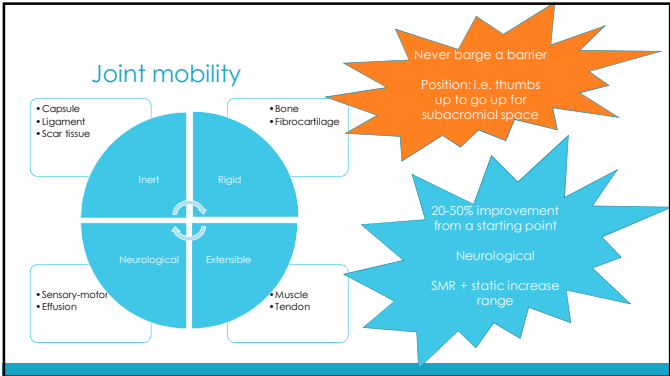 Joint mobility
• Capsule
• Ligament
• Scar tissue
• Bone
• Fibrocartilage
Inert
Rigid
Neurological
Extensible
• Sensory-motor
• Effusion
• Muscle
• Tendon
Never barge a barrier
Position: i.e. thumbs
up to go up for
subacromial space
20-50% improvement
from a starting point
Neurological
SMR + static increase
range